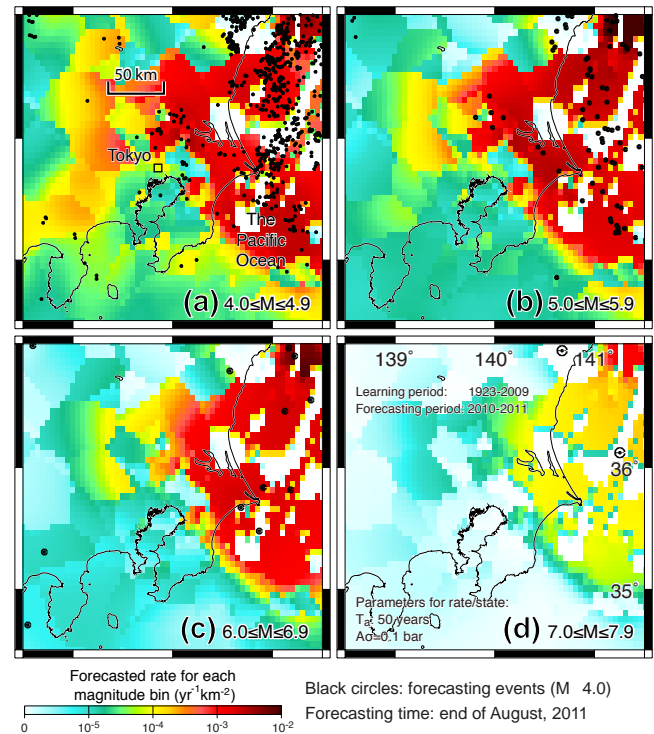 50 km
Tokyo
The
Pacific
Ocean
(a) 4.0≤M≤4.9
(b) 5.0≤M≤5.9
(c) 6.0≤M≤6.9
139° 140° 141°
Learning period: 1923-2009
Forecasting period: 2010-2011
36°
35°
Parameters for rate/state:
Ta: 50 years
Aσ=0.1 bar
(d) 7.0≤M≤7.9
Forecasted rate for each
magnitude bin (yr-1km-2)
0 10-5 10-4 10-3 10-2
Black circles: forecasting events (M 4.0)
Forecasting time: end of August, 2011